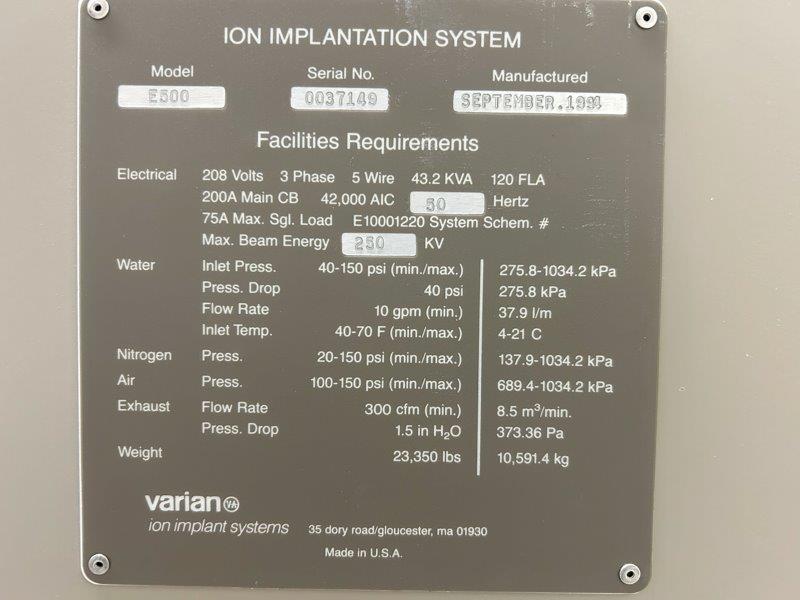 ION IMPLANTATION SYSTEM
Model Serial No. Manufactured
E500 0037149 SEPTEMBER.1994
Facilities Requirements
Electrical 208 Volts 3 Phase 5 Wire 43.2 KVA 120 FLA
200A Main CB 42,000 AIC 50 Hertz
75A Max. Sgl. Load E10001220 System Schem. #
Max. Beam Energy 250 KV
Water Inlet Press. 40-150 psi (min./max.) 275.8-1034.2 kPa
Press. Drop 40 psi 275.8 kPa
Flow Rate 10 gpm (min.) 37.9 l/m
Inlet Temp. 40-70 F (min./max.) 4-21 C
Nitrogen Press. 20-150 psi (min./max.) 137.9-1034.2 kPa
Air Press. 100-150 psi (min./max.) 689.4-1034.2 kPa
Exhaust Flow Rate 300 cfm (min.) 8.5 m³/min.
Press. Drop 1.5 in H₂O 373.36 Pa
Weight 23,350 lbs 10,591.4 kg
varian
ion implant systems 35 dory road/gloucester, ma 01930
Made in U.S.A.